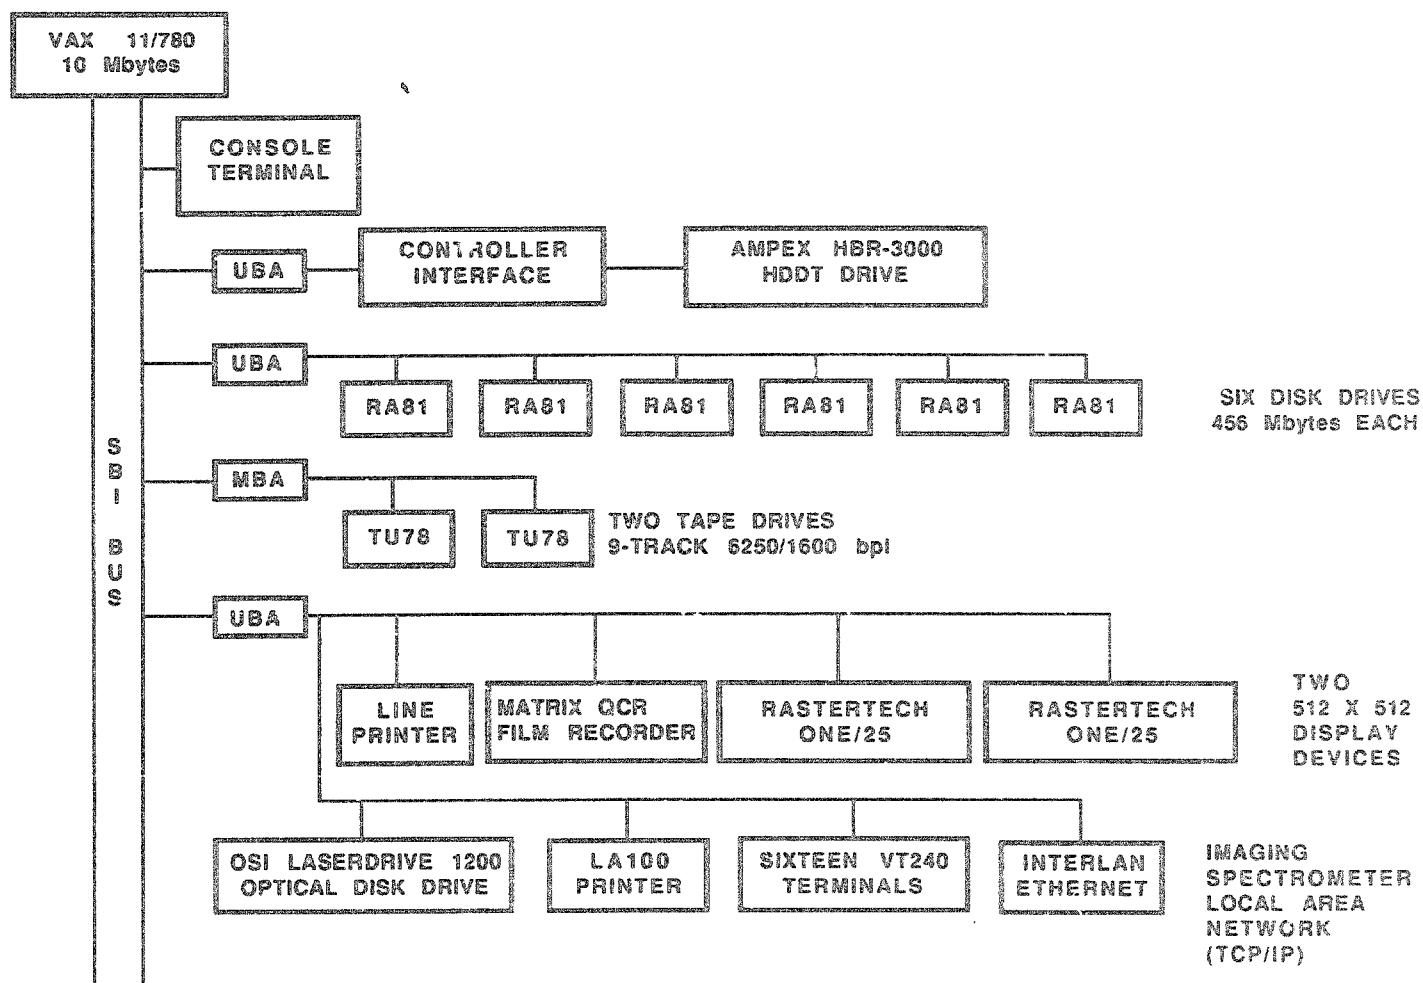 VAX 11/780
10 Mbytes
CONSOLE
TERMINAL
UBA
CONTROLLER
INTERFACE
AMPEX HBR-3000
HDDT DRIVE
UBA
RA81
RA81
RA81
RA81
RA81
RA81
SIX DISK DRIVES
456 Mbytes EACH
SBI BUS
MBA
TU78
TU78
TWO TAPE DRIVES
9-TRACK 6250/1600 bpi
UBA
LINE
PRINTER
MATRIX QCR
FILM RECORDER
RASTERTECH
ONE/25
RASTERTECH
ONE/25
TWO
512 X 512
DISPLAY
DEVICES
OSI LASERDRIVE 1200
OPTICAL DISK DRIVE
LA100
PRINTER
SIXTEEN VT240
TERMINALS
INTERLAN
ETHERNET
IMAGING
SPECTROMETER
LOCAL AREA
NETWORK
(TCP/IP)